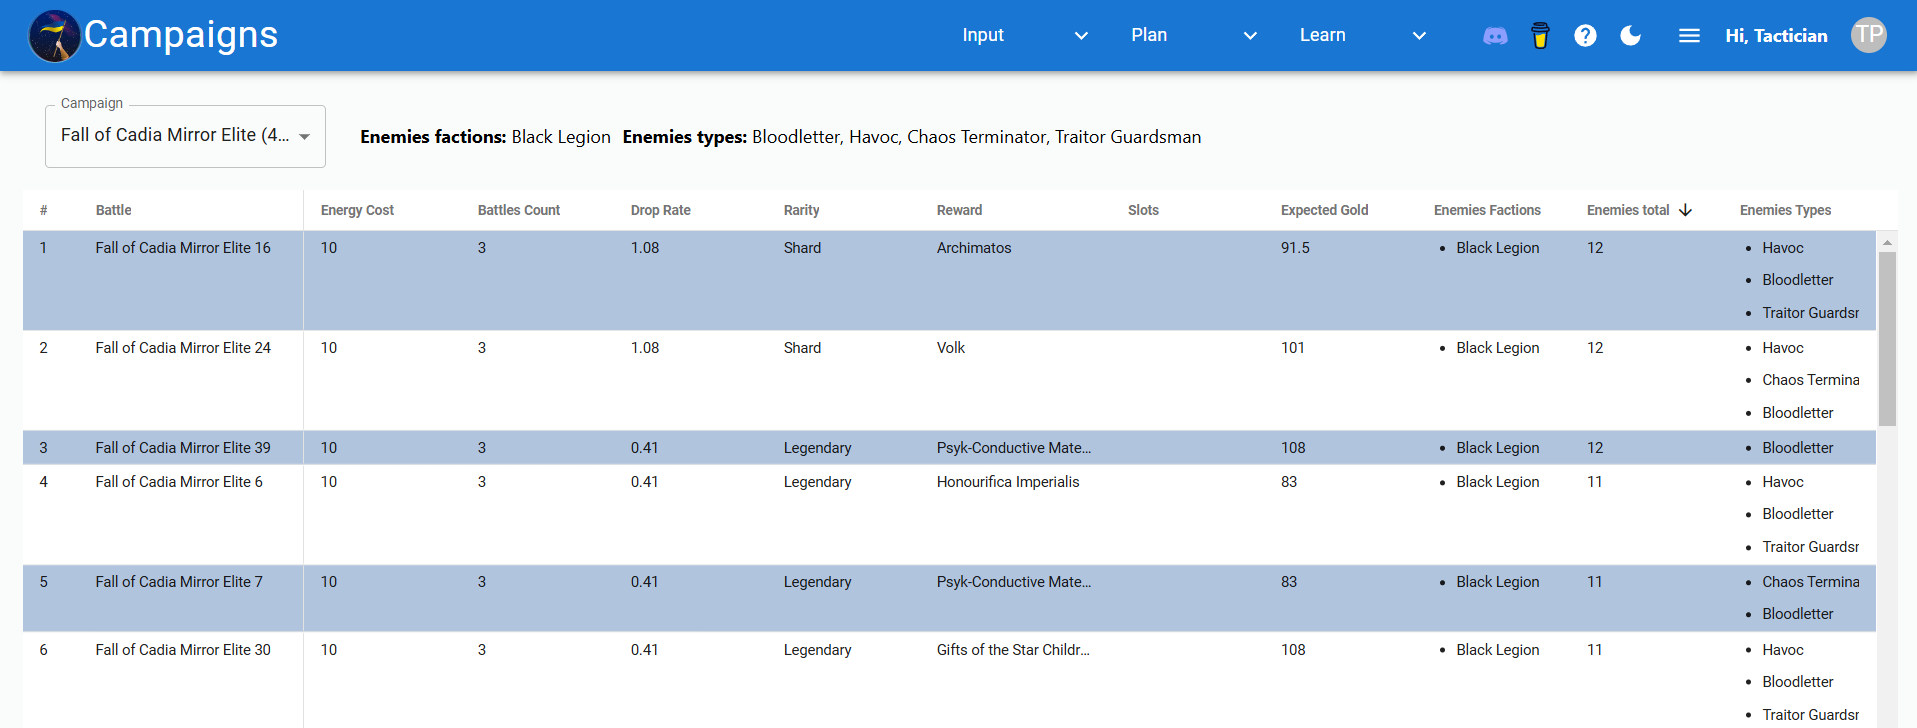 Campaigns
Input Plan Learn ? Hi, Tactician TP
Campaign
Fall of Cadia Mirror Elite (4...
Enemies factions: Black Legion Enemies types: Bloodletter, Havoc, Chaos Terminator, Traitor Guardsman
# Battle Energy Cost Battles Count Drop Rate Rarity Reward Slots Expected Gold Enemies Factions Enemies total Enemies Types
1 Fall of Cadia Mirror Elite 16 10 3 1.08 Shard Archimatos 91.5 • Black Legion 12 • Havoc
• Bloodletter
• Traitor Guardsr
2 Fall of Cadia Mirror Elite 24 10 3 1.08 Shard Volk 101 • Black Legion 12 • Havoc
• Chaos Termina
• Bloodletter
3 Fall of Cadia Mirror Elite 39 10 3 0.41 Legendary Psyk-Conductive Mate... 108 • Black Legion 12 • Bloodletter
4 Fall of Cadia Mirror Elite 6 10 3 0.41 Legendary Honourifica Imperialis 83 • Black Legion 11 • Havoc
• Bloodletter
• Traitor Guardsr
5 Fall of Cadia Mirror Elite 7 10 3 0.41 Legendary Psyk-Conductive Mate... 83 • Black Legion 11 • Chaos Termina
• Bloodletter
6 Fall of Cadia Mirror Elite 30 10 3 0.41 Legendary Gifts of the Star Childr... 108 • Black Legion 11 • Havoc
• Bloodletter
• Traitor Guardsr